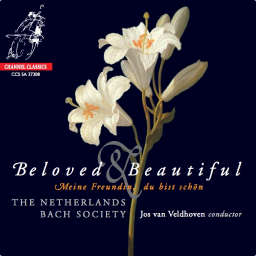 CHANNEL CLASSICS
CCS SA 27308
Beloved & Beautiful
Meine Freundin, du bist schön
THE NETHERLANDS
BACH SOCIETY
Jos van Veldhoven conductor